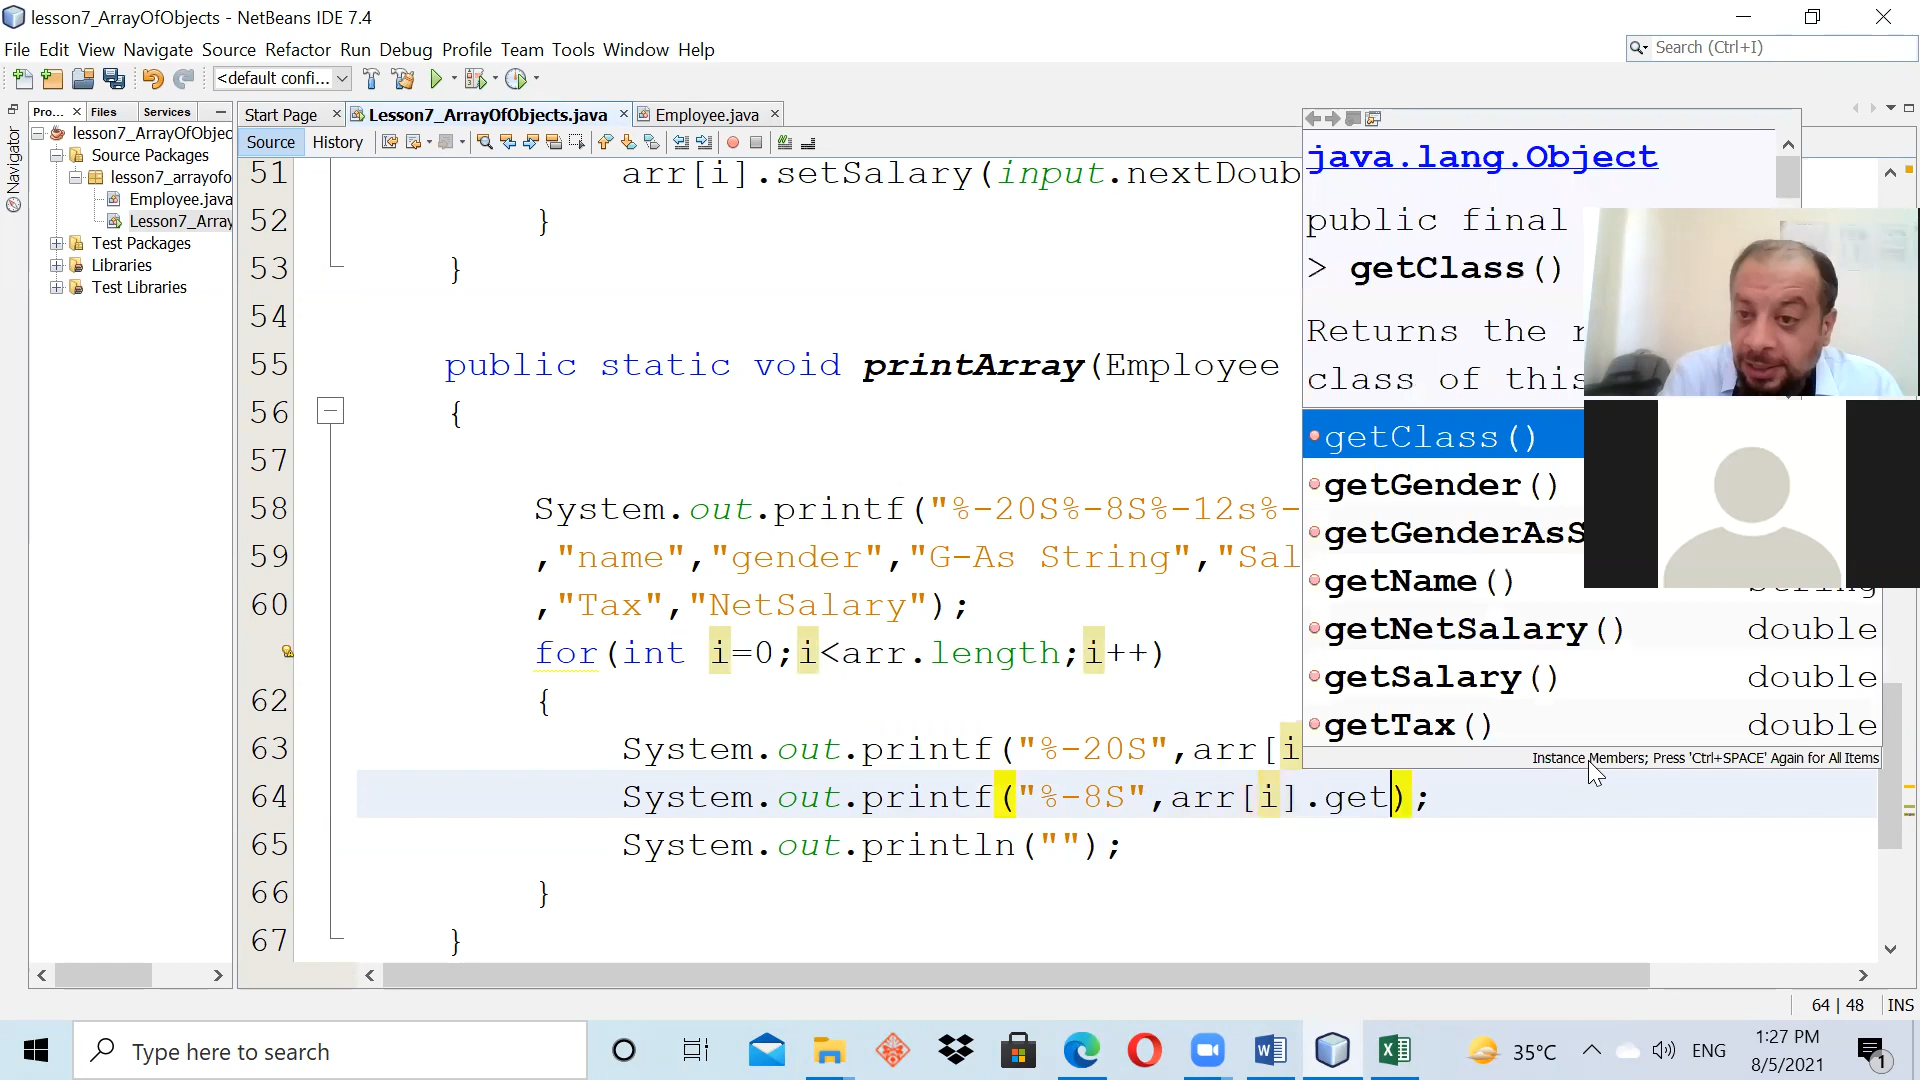 lesson7_ArrayOfObjects - NetBeans IDE 7.4
File Edit View Navigate Source Refactor Run Debug Profile Team Tools Window Help
Search (Ctrl+I)
<default confi...
Pro... Files Services
Start Page Lesson7_ArrayOfObjects.java Employee.java
Source History
Navigator
lesson7_ArrayOfObjec
Source Packages
lesson7_arrayofo
Employee.java
Lesson7_Array
Test Packages
Libraries
Test Libraries
51 arr[i].setSalary(input.nextDoub
52 }
53 }
54
55 public static void printArray(Employee
56 {
57
58 System.out.printf("%-20S%-8S%-12s%-
59 ,"name","gender","G-As String","Sal
60 ,"Tax","NetSalary");
for(int i=0;i<arr.length;i++)
62 {
63 System.out.printf("%-20S",arr[i
64 System.out.printf("%-8S",arr[i].get);
65 System.out.println("");
66 }
67 }
java.lang.Object
public final
> getClass()
Returns the
class of this
getClass()
getGender()
getGenderAsS
getName() String
getNetSalary() double
getSalary() double
getTax() double
Instance Members; Press 'Ctrl+SPACE' Again for All Items
64 | 48 INS
Type here to search
35°C
ENG
1:27 PM
8/5/2021
1